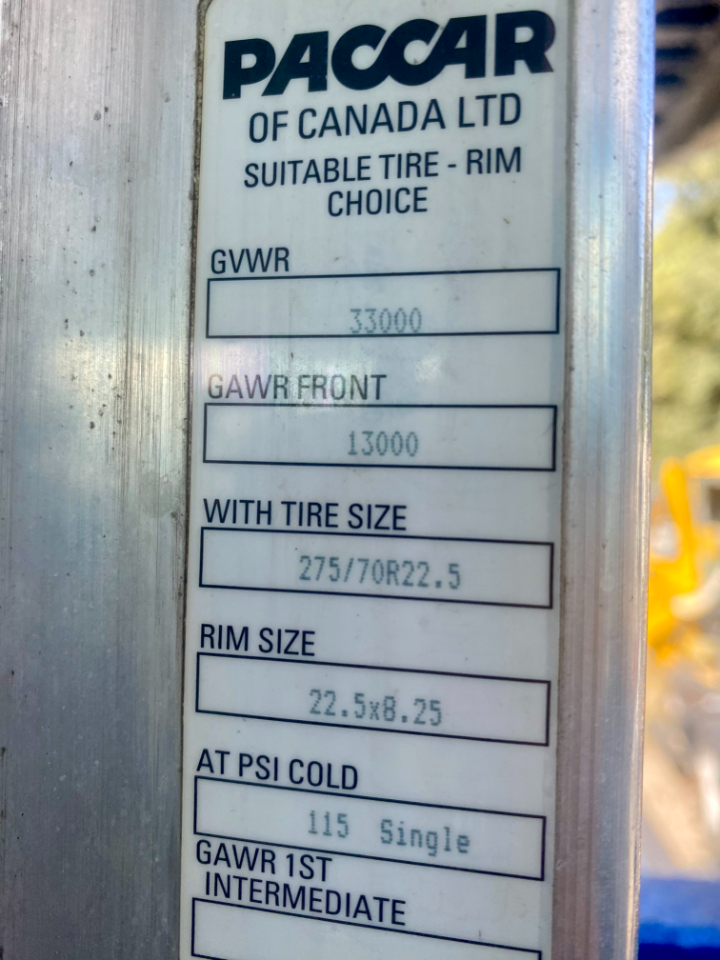 PACCAR
OF CANADA LTD
SUITABLE TIRE - RIM
CHOICE
GVWR
33000
GAWR FRONT
13000
WITH TIRE SIZE
275/70R22.5
RIM SIZE
22.5x8.25
AT PSI COLD
115 Single
GAWR 1ST
INTERMEDIATE